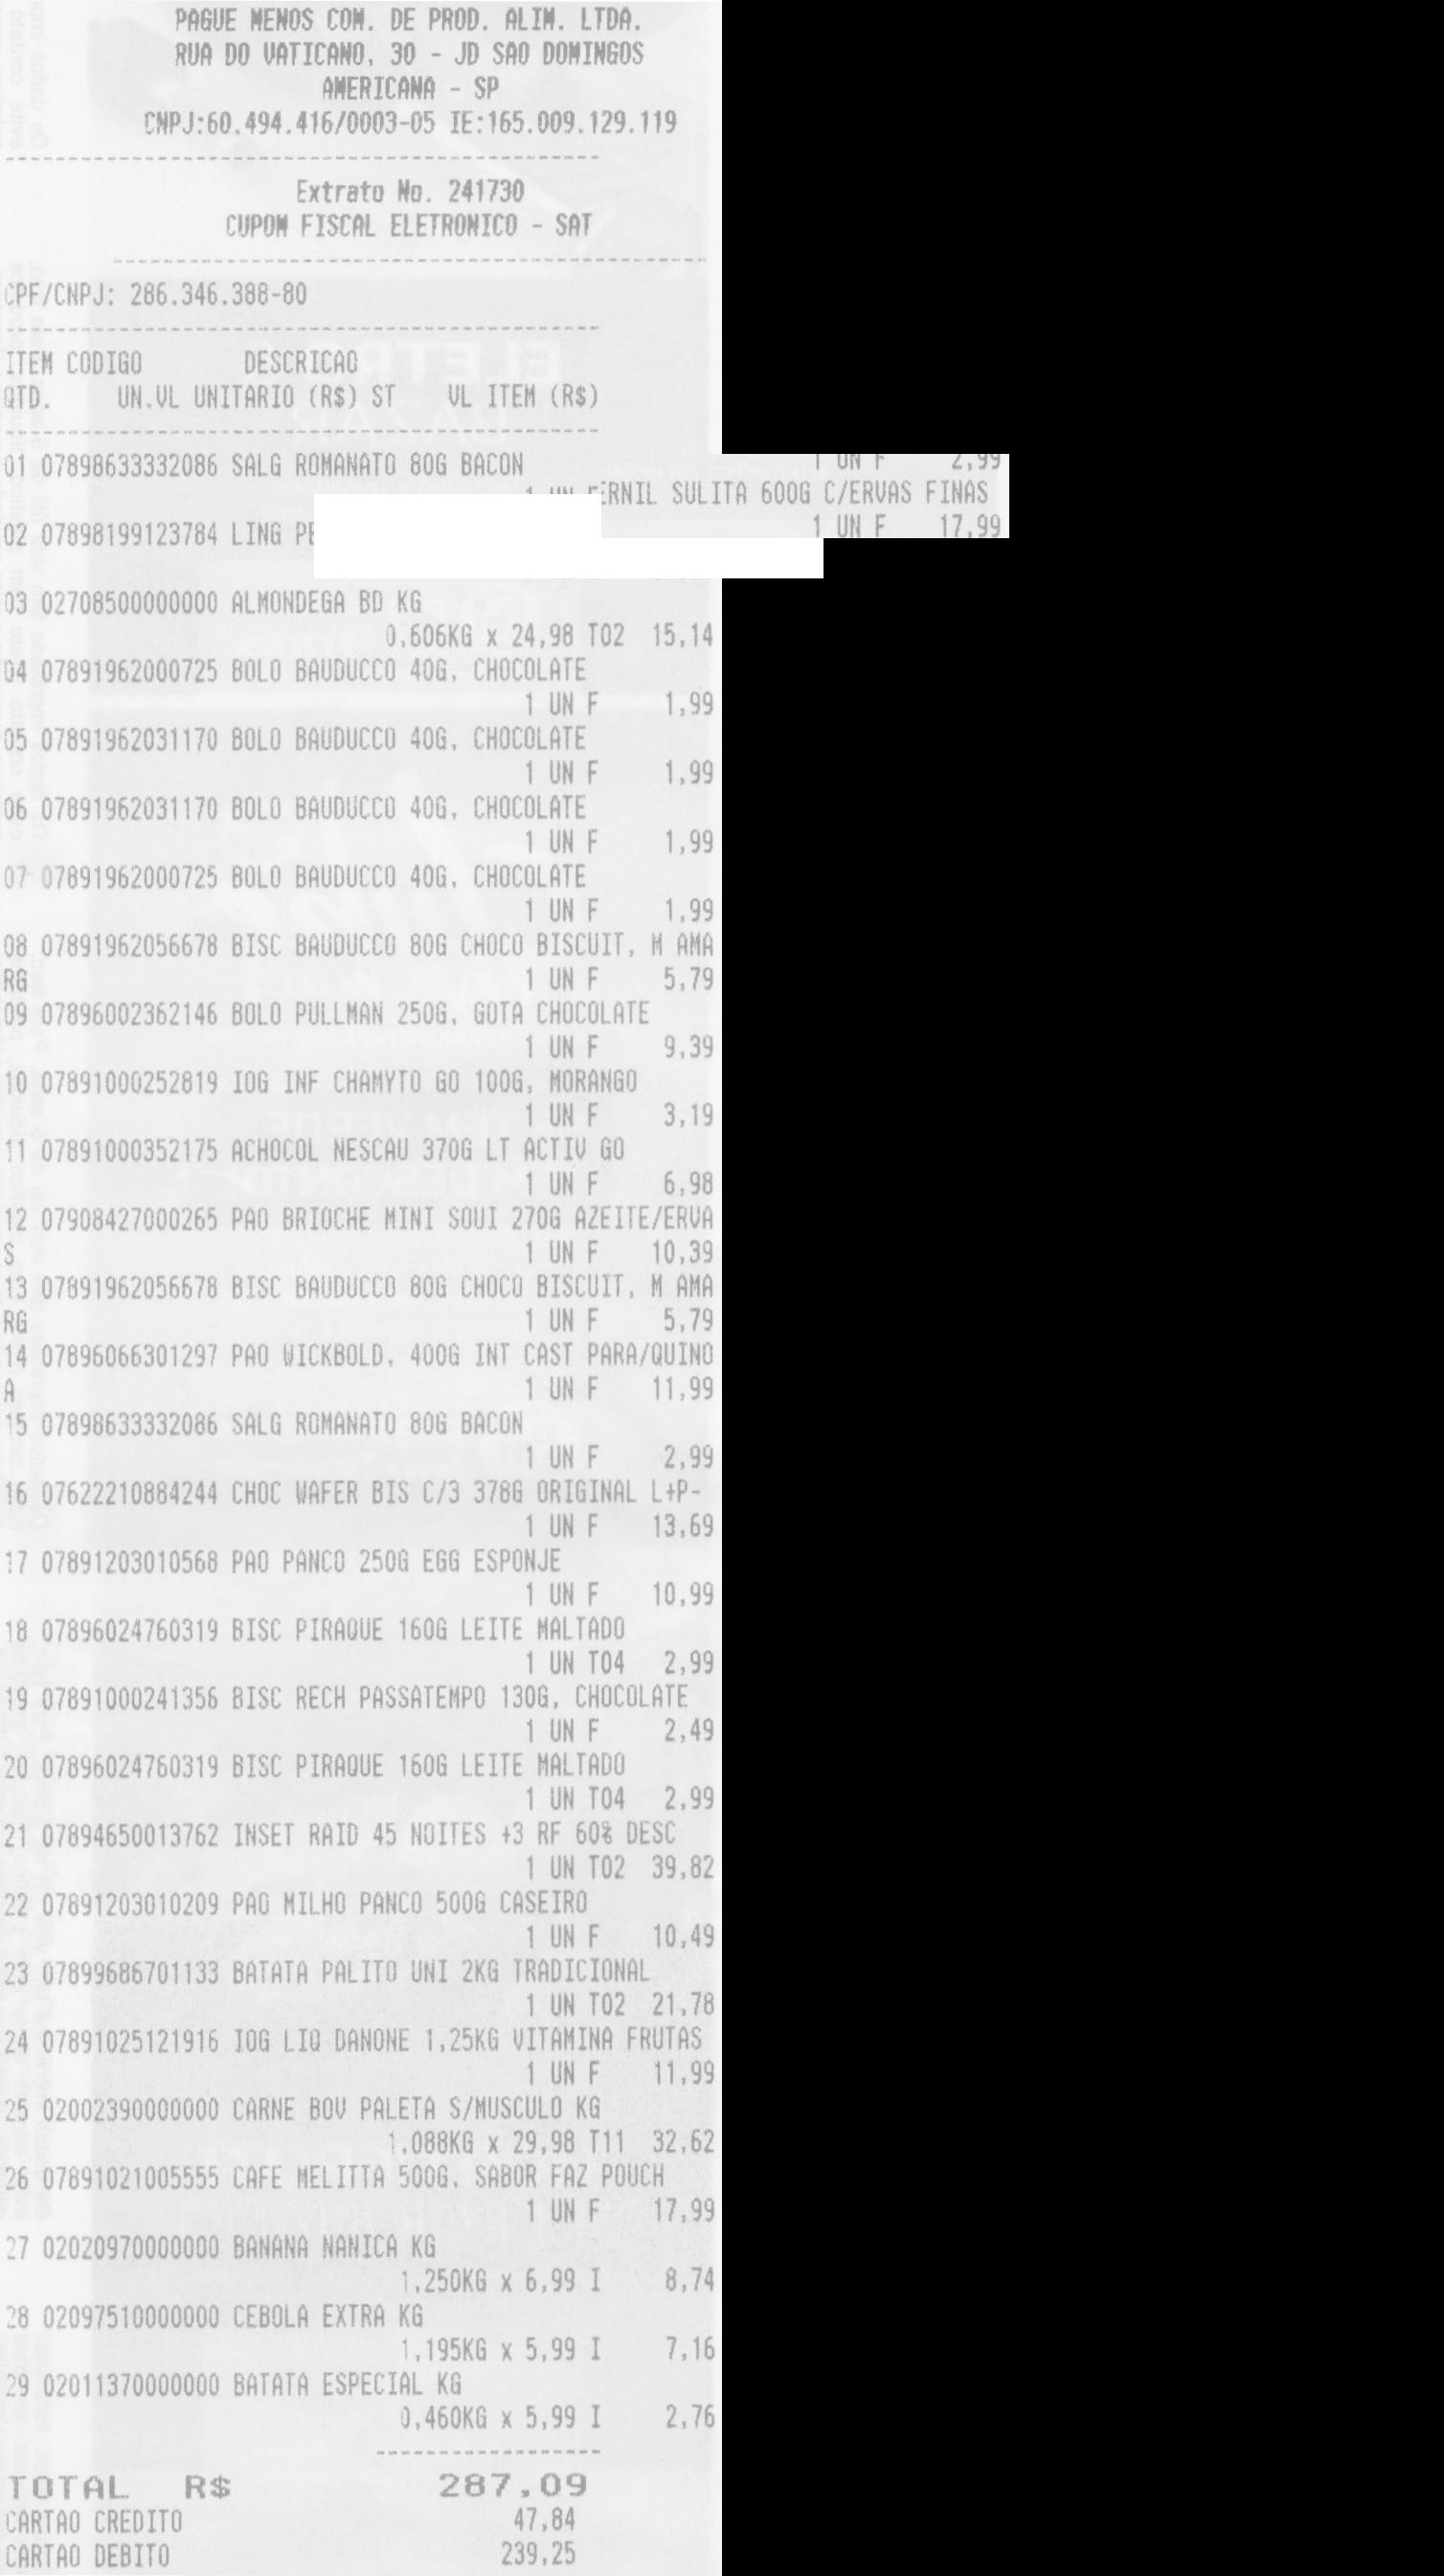 PAGUE MENOS COM. DE PROD. ALIM. LTDA.
RUA DO VATICANO, 30 - JD SAO DOMINGOS
AMERICANA - SP
CNPJ:60.494.416/0003-05 IE:165.009.129.119
Extrato No. 241730
CUPOM FISCAL ELETRONICO - SAT
CPF/CNPJ: 286.346.388-80
ITEM CODIGO DESCRICAO
QTD. UN.VL UNITARIO (R$) ST VL ITEM (R$)
01 07898633332086 SALG ROMANATO 80G BACON
1 UN F 2,99
ERNIL SULITA 600G C/ERVAS FINAS
02 07898199123784 LING PE
1 UN F 17,99
03 02708500000000 ALMONDEGA BD KG
0,606KG x 24,98 T02 15,14
04 07891962000725 BOLO BAUDUCCO 40G, CHOCOLATE
1 UN F 1,99
05 07891962031170 BOLO BAUDUCCO 40G, CHOCOLATE
1 UN F 1,99
06 07891962031170 BOLO BAUDUCCO 40G, CHOCOLATE
1 UN F 1,99
07 07891962000725 BOLO BAUDUCCO 40G, CHOCOLATE
1 UN F 1,99
08 07891962056678 BISC BAUDUCCO 80G CHOCO BISCUIT, M AMA
RG 1 UN F 5,79
09 07896002362146 BOLO PULLMAN 250G, GOTA CHOCOLATE
1 UN F 9,39
10 07891000252819 IOG INF CHAMYTO GO 100G, MORANGO
1 UN F 3,19
11 07891000352175 ACHOCOL NESCAU 370G LT ACTIV GO
1 UN F 6,98
12 07908427000265 PAO BRIOCHE MINI SOUI 270G AZEITE/ERVA
S 1 UN F 10,39
13 07891962056678 BISC BAUDUCCO 80G CHOCO BISCUIT, M AMA
RG 1 UN F 5,79
14 07896066301297 PAO WICKBOLD, 400G INT CAST PARA/QUINO
A 1 UN F 11,99
15 07898633332086 SALG ROMANATO 80G BACON
1 UN F 2,99
16 07622210884244 CHOC WAFER BIS C/3 378G ORIGINAL L+P-
1 UN F 13,69
17 07891203010568 PAO PANCO 250G EGG ESPONJE
1 UN F 10,99
18 07896024760319 BISC PIRAQUE 160G LEITE MALTADO
1 UN T04 2,99
19 07891000241356 BISC RECH PASSATEMPO 130G, CHOCOLATE
1 UN F 2,49
20 07896024760319 BISC PIRAQUE 160G LEITE MALTADO
1 UN T04 2,99
21 07894650013762 INSET RAID 45 NOITES +3 RF 60% DESC
1 UN T02 39,82
22 07891203010209 PAO MILHO PANCO 500G CASEIRO
1 UN F 10,49
23 07899686701133 BATATA PALITO UNI 2KG TRADICIONAL
1 UN T02 21,78
24 07891025121916 IOG LIQ DANONE 1,25KG VITAMINA FRUTAS
1 UN F 11,99
25 02002390000000 CARNE BOV PALETA S/MUSCULO KG
1,088KG x 29,98 T11 32,62
26 07891021005555 CAFE MELITTA 500G, SABOR FAZ POUCH
1 UN F 17,99
27 02020970000000 BANANA NANICA KG
1,250KG x 6,99 I 8,74
28 02097510000000 CEBOLA EXTRA KG
1,195KG x 5,99 I 7,16
29 02011370000000 BATATA ESPECIAL KG
0,460KG x 5,99 I 2,76
TOTAL R$ 287,09
CARTAO CREDITO 47,84
CARTAO DEBITO 239,25